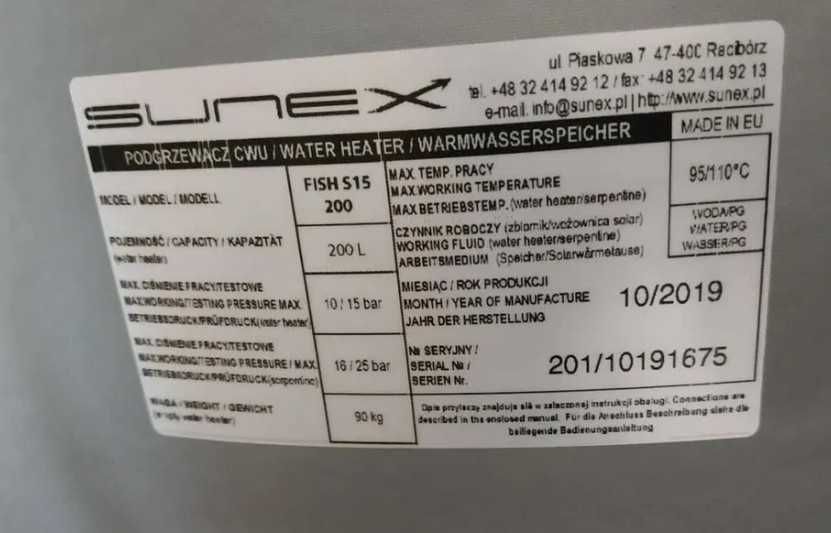 SUNEX
ul. Piaskowa 7 47-400 Racibórz
tel. +48 32 414 92 12 / fax: +48 32 414 92 13
e-mail. info@sunex.pl | http://www.sunex.pl
PODGRZEWACZ CWU / WATER HEATER / WARMWASSERSPEICHER
MADE IN EU
MODEL / MODEL / MODELL
FISH S15
200
POJEMNOŚĆ / CAPACITY / KAPAZITÄT
(water heater)
200 L
MAX. CIŚNIENIE PRACY/TESTOWE
MAX.WORKING/TESTING PRESSURE MAX.
BETRIEBSDRUCK/PRÜFDRUCK(water heater)
10 / 15 bar
MAX. CIŚNIENIE PRACY/TESTOWE
MAX.WORKING/TESTING PRESSURE / MAX.
BETRIEBSDRUCK/PRÜFDRUCK(serpentine)
16 / 25 bar
WAGA / WEIGHT / GEWICHT
(empty water heater)
90 kg
MAX. TEMP. PRACY
MAX.WORKING TEMPERATURE
MAX BETRIEBSTEMP. (water heater/serpentine)
95/110°C
CZYNNIK ROBOCZY (zbiornik/wężownica solar)
WORKING FLUID (water heater/serpentine)
ARBEITSMEDIUM (Speicher/Solarwärmetause)
WODA/PG
WATER/PG
WASSER/PG
MIESIĄC / ROK PRODUKCJI
MONTH / YEAR OF MANUFACTURE
JAHR DER HERSTELLUNG
10/2019
№ SERYJNY /
SERIAL № /
SERIEN Nr.
201/10191675
Opis przyłączy znajduje się w załączonej instrukcji obsługi. Connections are
described in the enclosed manual. Für die Anschluss Beschreibung siehe die
beiliegende Bedienungsanleitung